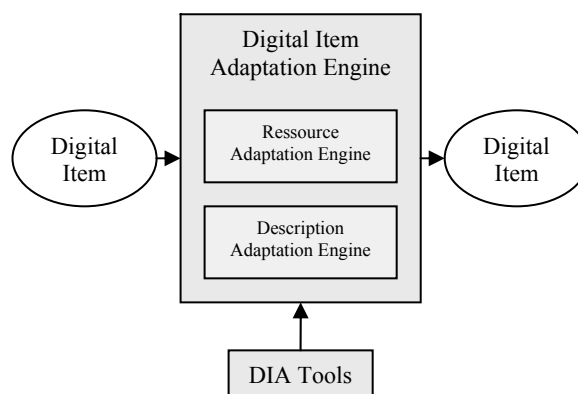 Digital Item
Adaptation Engine
Digital
Item
Ressource
Adaptation Engine
Digital
Item
Description
Adaptation Engine
DIA Tools